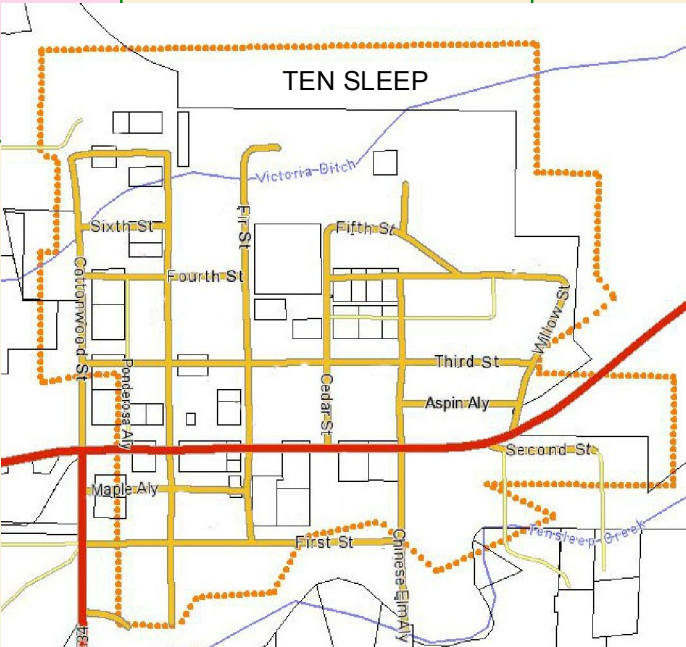 TEN SLEEP
Victoria-Ditch
Sixth St
Fir St
Fifth St
Fourth St
Cottonwood St
Willow St
Third St
Ponderosa Aly
Cedar St
Aspin Aly
Second St
Maple Aly
Tensleep-Creek
First St
Chinese Elm Aly
434